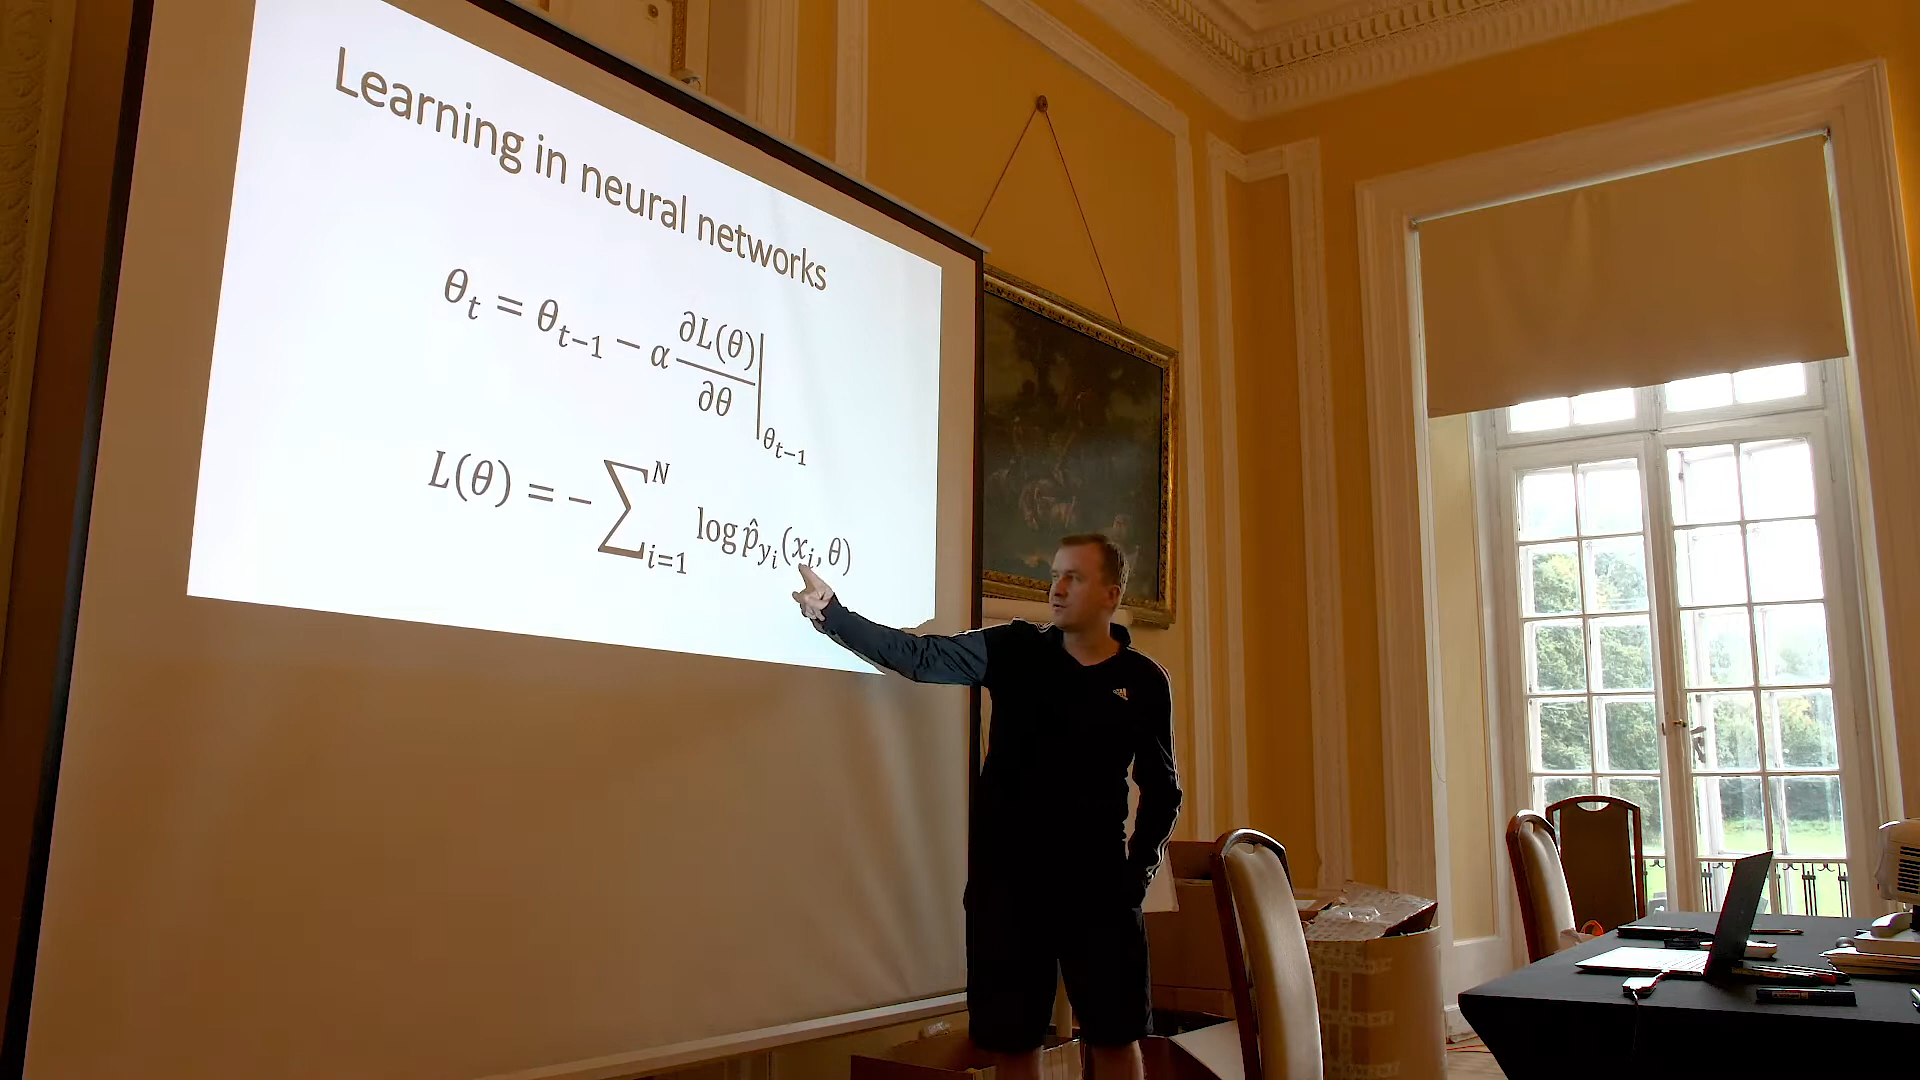 Learning in neural networks
θ_t = θ_{t−1} − α ∂L(θ)/∂θ |_{θ_{t−1}}
L(θ) = − ∑_{i=1}^{N} log p̂_{y_i}(x_i, θ)